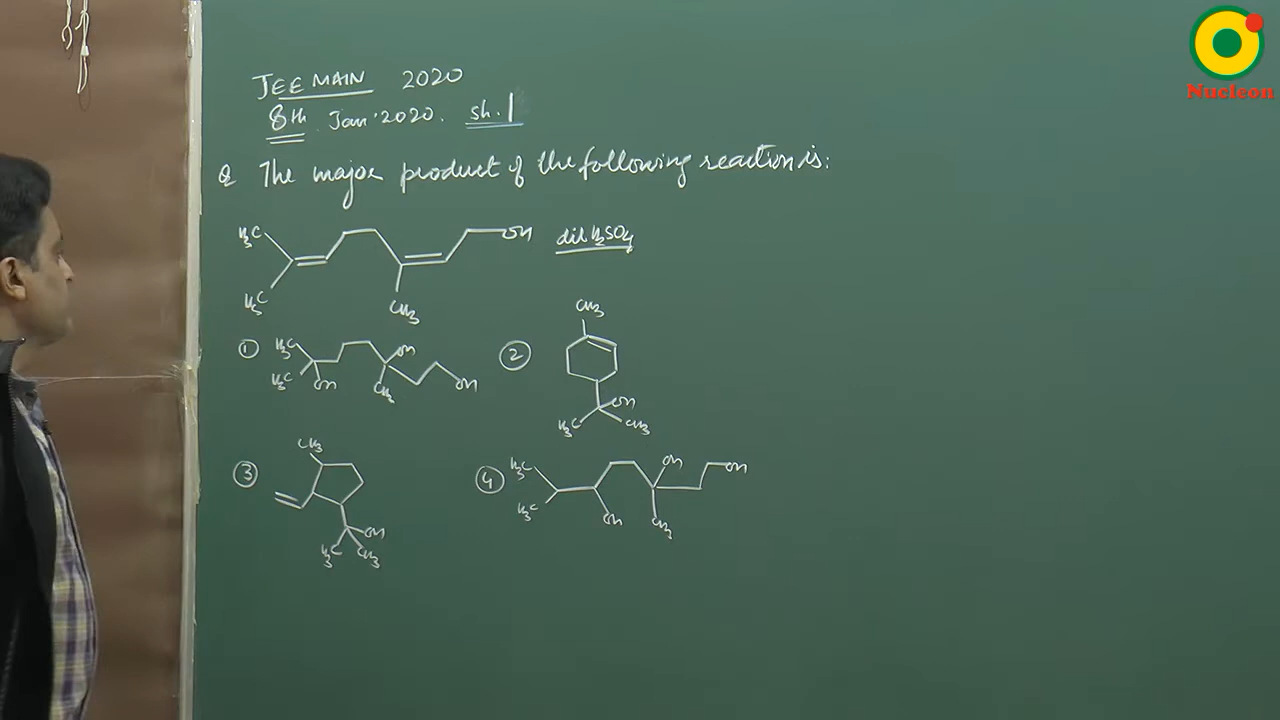 Nucleon
JEE MAIN 2020
8th Jan. 2020. sh. 1
Q The major product of the following reaction is:
H₃C OH dil H₂SO₄
H₃C CH₃
① H₃C OH
H₃C OH CH₃ OH
② CH₃
OH
H₃C CH₃
③ CH₃
OH
H₃C CH₃
④ H₃C OH OH
H₃C OH CH₃